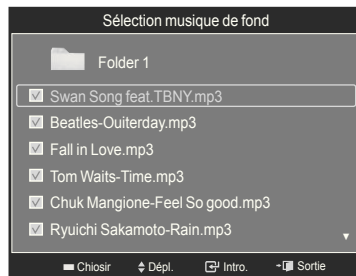 Sélection musique de fond
Folder 1
Swan Song feat.TBNY.mp3
Beatles-Ouiterday.mp3
Fall in Love.mp3
Tom Waits-Time.mp3
Chuk Mangione-Feel So good.mp3
Ryuichi Sakamoto-Rain.mp3
Chiosir Dépl. Intro. Sortie